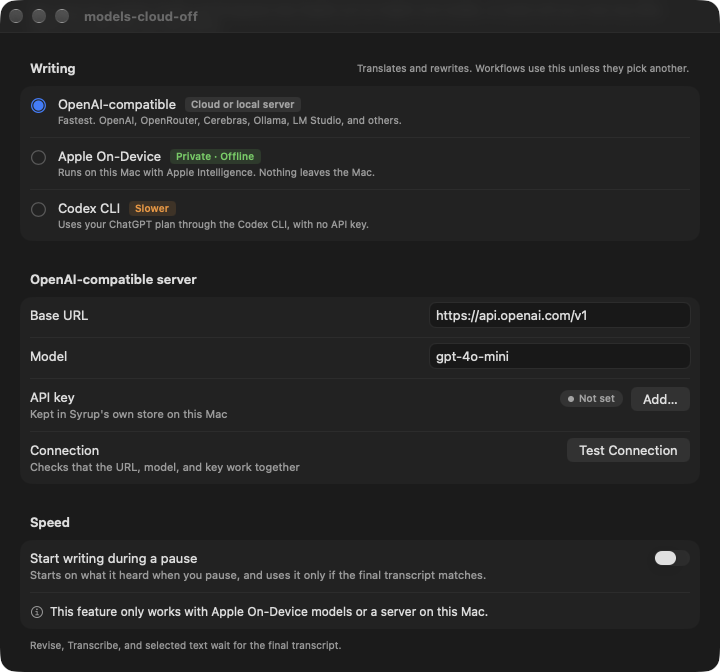 models-cloud-off
Writing
Translates and rewrites. Workflows use this unless they pick another.
OpenAI-compatible Cloud or local server
Fastest. OpenAI, OpenRouter, Cerebras, Ollama, LM Studio, and others.
Apple On-Device Private · Offline
Runs on this Mac with Apple Intelligence. Nothing leaves the Mac.
Codex CLI Slower
Uses your ChatGPT plan through the Codex CLI, with no API key.
OpenAI-compatible server
Base URL https://api.openai.com/v1
Model gpt-4o-mini
API key Not set Add...
Kept in Syrup's own store on this Mac
Connection Test Connection
Checks that the URL, model, and key work together
Speed
Start writing during a pause
Starts on what it heard when you pause, and uses it only if the final transcript matches.
This feature only works with Apple On-Device models or a server on this Mac.
Revise, Transcribe, and selected text wait for the final transcript.